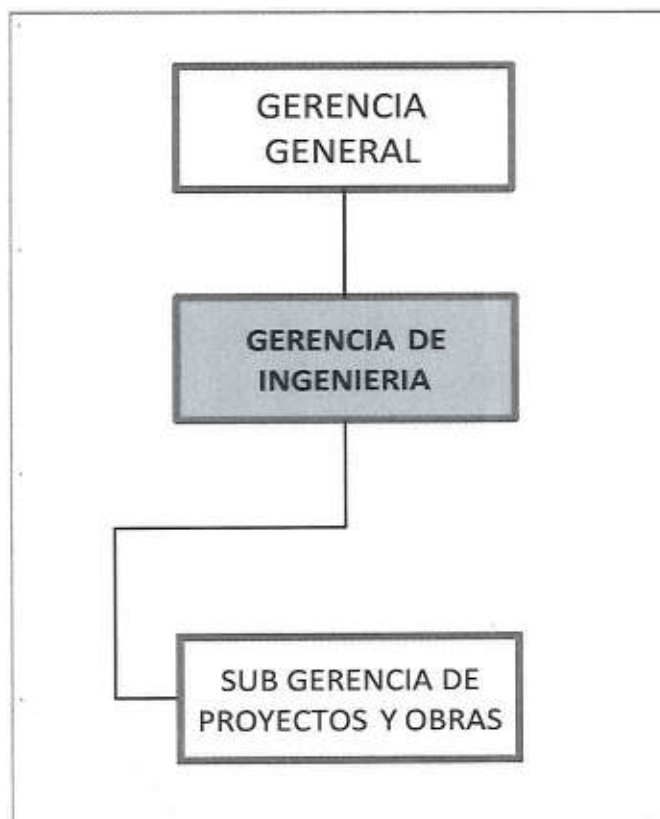 GERENCIA
GENERAL
GERENCIA DE
INGENIERIA
SUB GERENCIA DE
PROYECTOS Y OBRAS